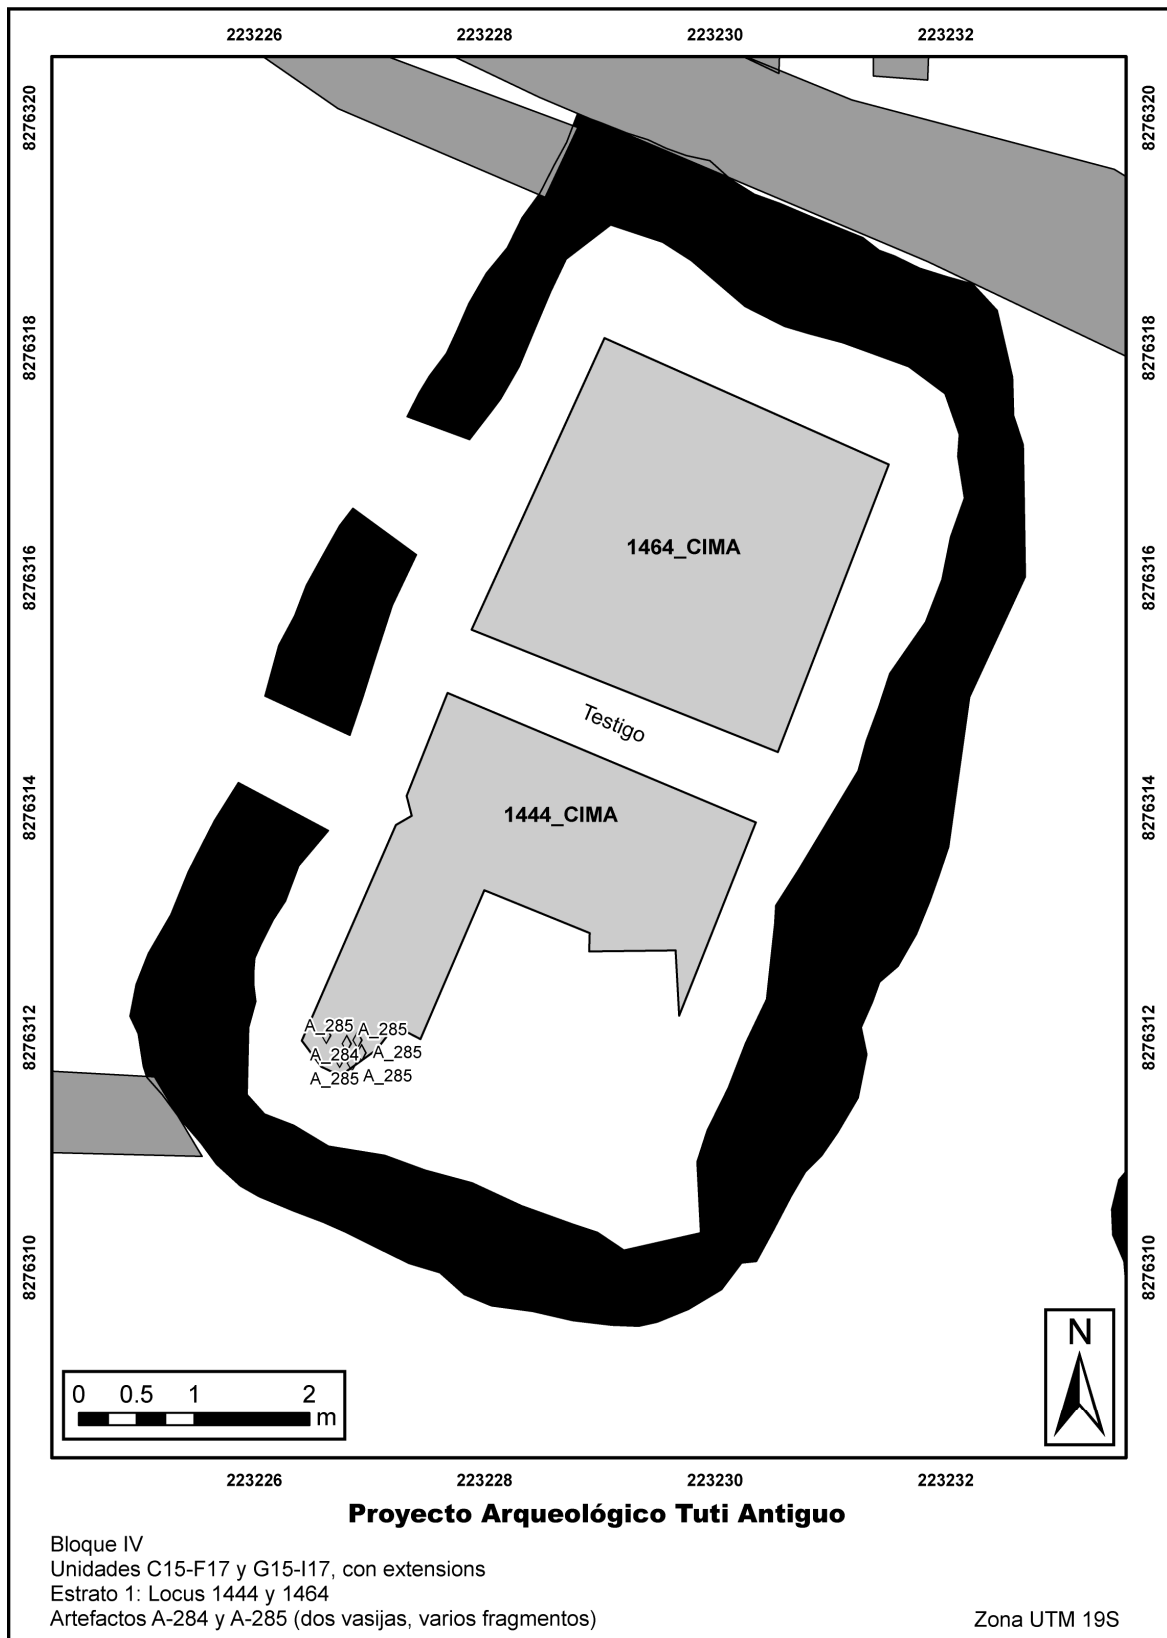 223226 223228 223230 223232
8276320 8276320
8276318 8276318
1464_CIMA
8276316 8276316
Testigo
8276314 8276314
1444_CIMA
8276312 8276312
A_285 A_285
A_284 A_285
A_285 A_285
8276310 8276310
N
0 0.5 1 2
m
223226 223228 223230 223232
Proyecto Arqueológico Tuti Antiguo
Bloque IV
Unidades C15-F17 y G15-I17, con extensions
Estrato 1: Locus 1444 y 1464
Artefactos A-284 y A-285 (dos vasijas, varios fragmentos)
Zona UTM 19S